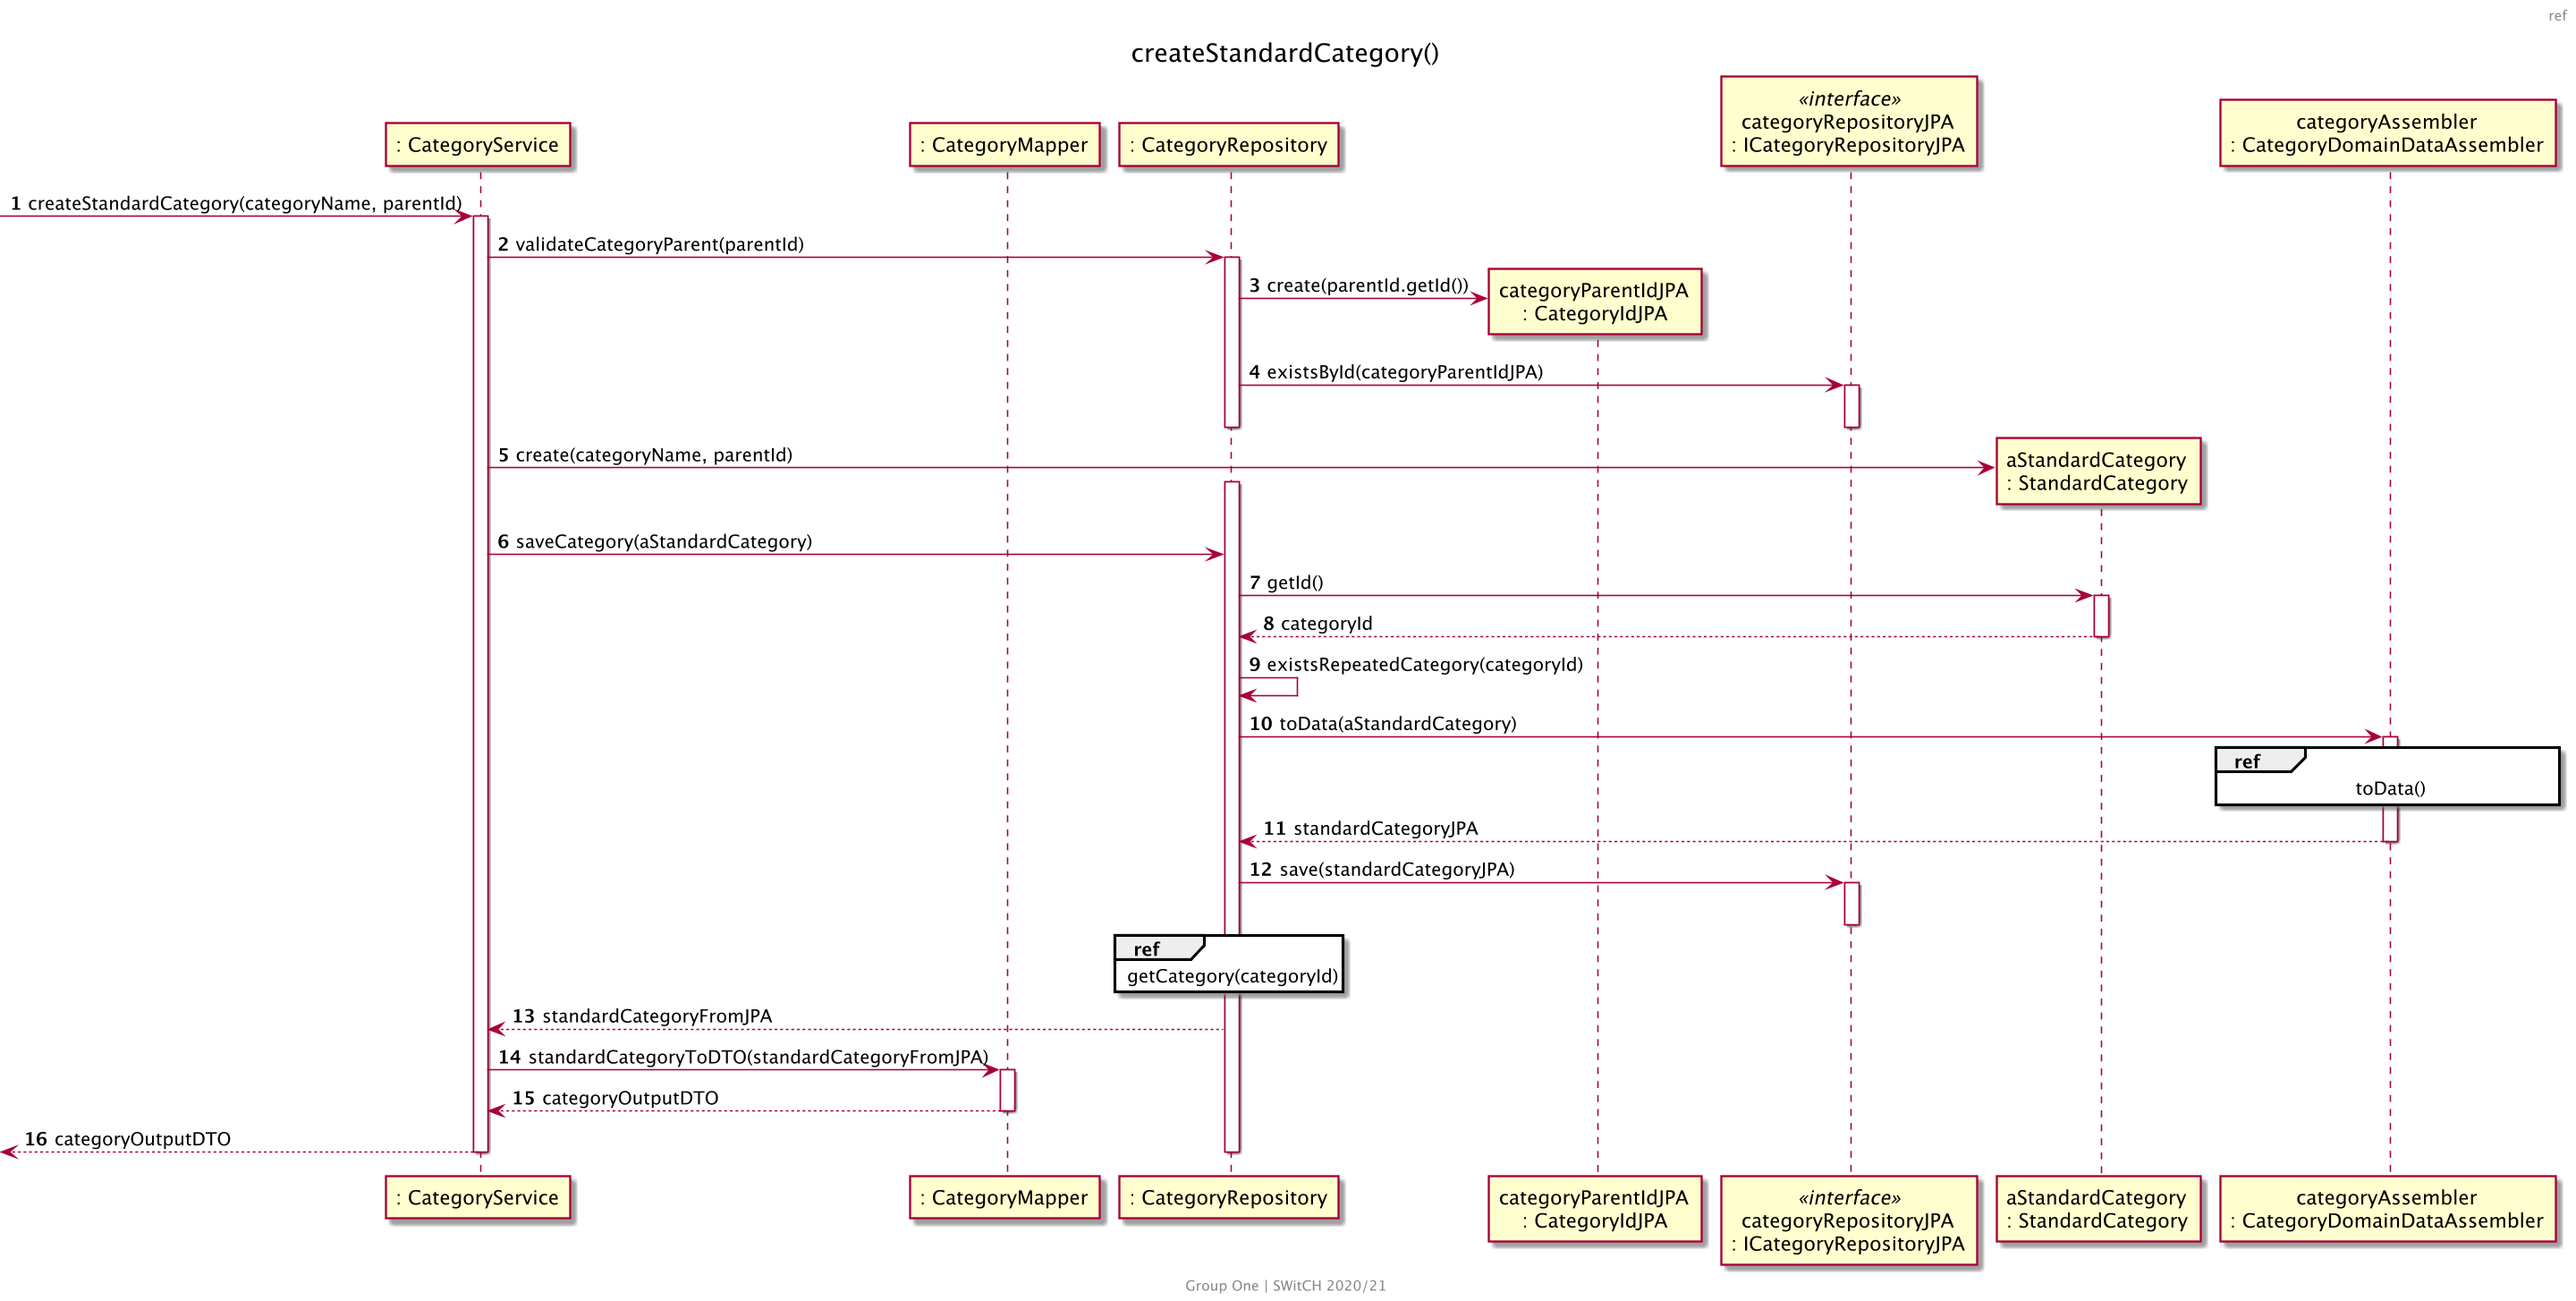 ref
createStandardCategory()
«interface»
categoryRepositoryJPA
: ICategoryRepositoryJPA
categoryAssembler
: CategoryDomainDataAssembler
: CategoryService
: CategoryMapper
: CategoryRepository
1 createStandardCategory(categoryName, parentId)
2 validateCategoryParent(parentId)
3 create(parentId.getId())
categoryParentIdJPA
: CategoryIdJPA
4 existsById(categoryParentIdJPA)
5 create(categoryName, parentId)
aStandardCategory
: StandardCategory
6 saveCategory(aStandardCategory)
7 getId()
8 categoryId
9 existsRepeatedCategory(categoryId)
10 toData(aStandardCategory)
ref
toData()
11 standardCategoryJPA
12 save(standardCategoryJPA)
ref
getCategory(categoryId)
13 standardCategoryFromJPA
14 standardCategoryToDTO(standardCategoryFromJPA)
15 categoryOutputDTO
16 categoryOutputDTO
: CategoryService
: CategoryMapper
: CategoryRepository
categoryParentIdJPA
: CategoryIdJPA
«interface»
categoryRepositoryJPA
: ICategoryRepositoryJPA
aStandardCategory
: StandardCategory
categoryAssembler
: CategoryDomainDataAssembler
Group One | SWitCH 2020/21